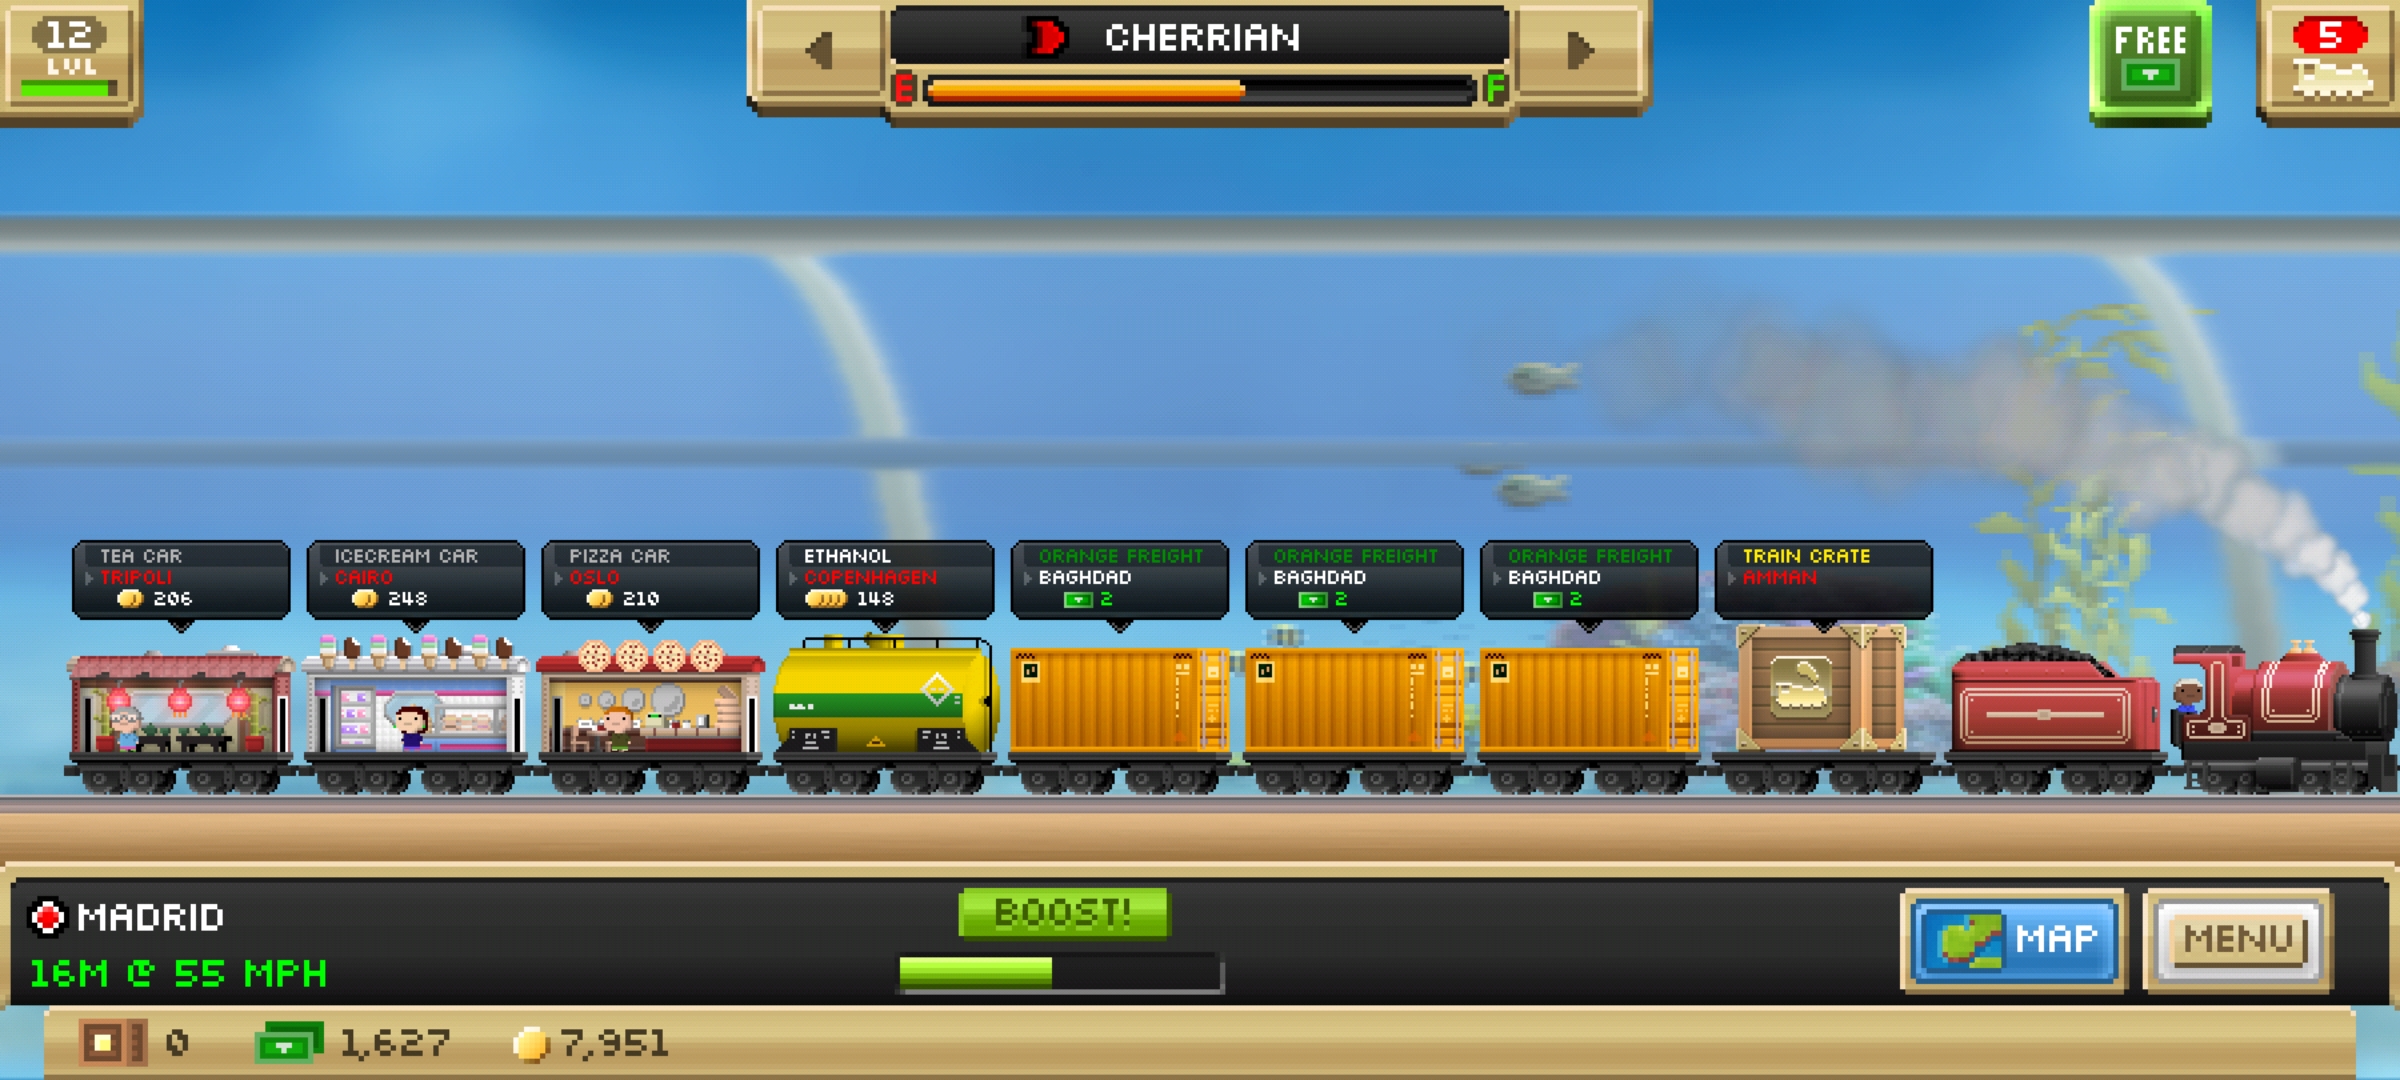 12
LVL
CHERRIAN
E F
FREE
5
TEA CAR
TRIPOLI
206
ICECREAM CAR
CAIRO
248
PIZZA CAR
OSLO
210
ETHANOL
COPENHAGEN
148
ORANGE FREIGHT
BAGHDAD
2
ORANGE FREIGHT
BAGHDAD
2
ORANGE FREIGHT
BAGHDAD
2
TRAIN CRATE
AMMAN
MADRID
16M @ 55 MPH
BOOST!
MAP
MENU
0
1,627
7,951